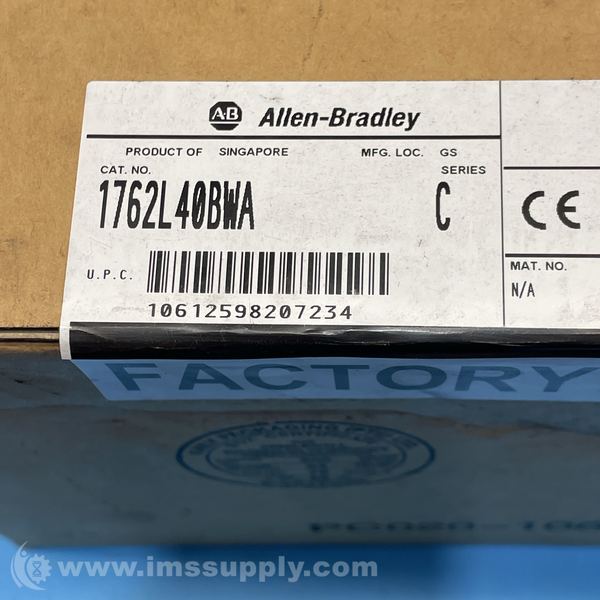 AB Allen-Bradley
PRODUCT OF SINGAPORE MFG. LOC. GS
CAT. NO. SERIES
1762L40BWA C
CE
U.P.C.
10612598207234
MAT. NO.
N/A
FACTORY
www.imssupply.com